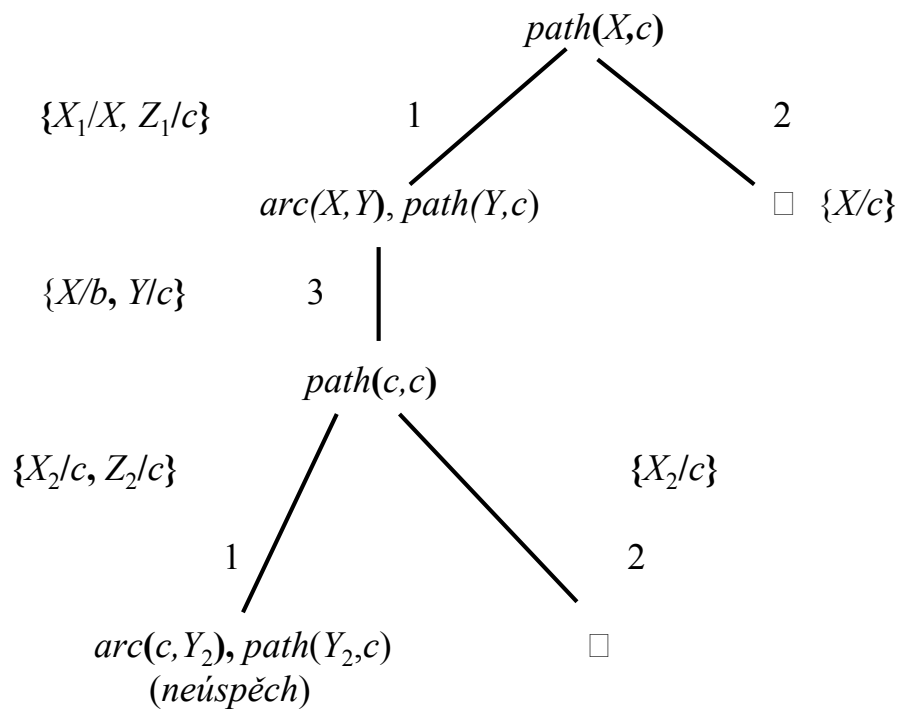 path(X,c)
{X₁/X, Z₁/c} 1 2
arc(X,Y), path(Y,c) □ {X/c}
{X/b, Y/c} 3
path(c,c)
{X₂/c, Z₂/c} {X₂/c}
1 2
arc(c,Y₂), path(Y₂,c) □
(neúspěch)